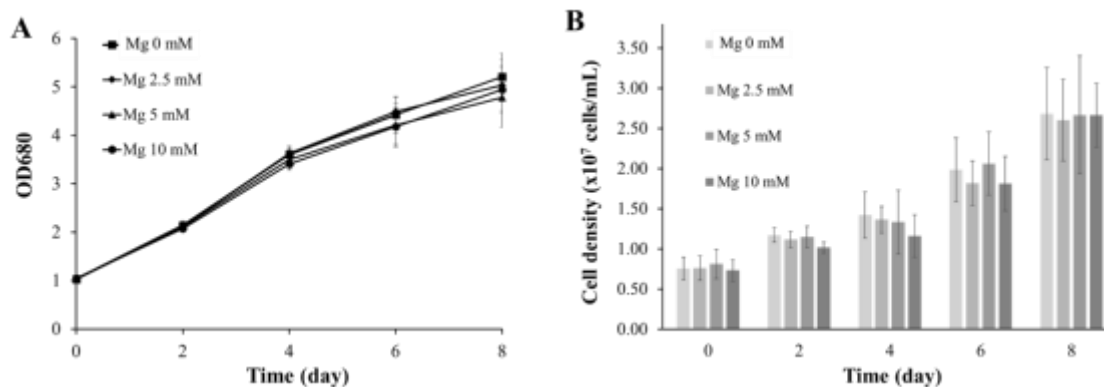 A
OD680
6
5
4
3
2
1
0
Mg 0 mM
Mg 2.5 mM
Mg 5 mM
Mg 10 mM
0 2 4 6 8
Time (day)
B
Cell density (x10⁷ cells/mL)
3.50
3.00
2.50
2.00
1.50
1.00
0.50
0.00
Mg 0 mM
Mg 2.5 mM
Mg 5 mM
Mg 10 mM
0 2 4 6 8
Time (day)